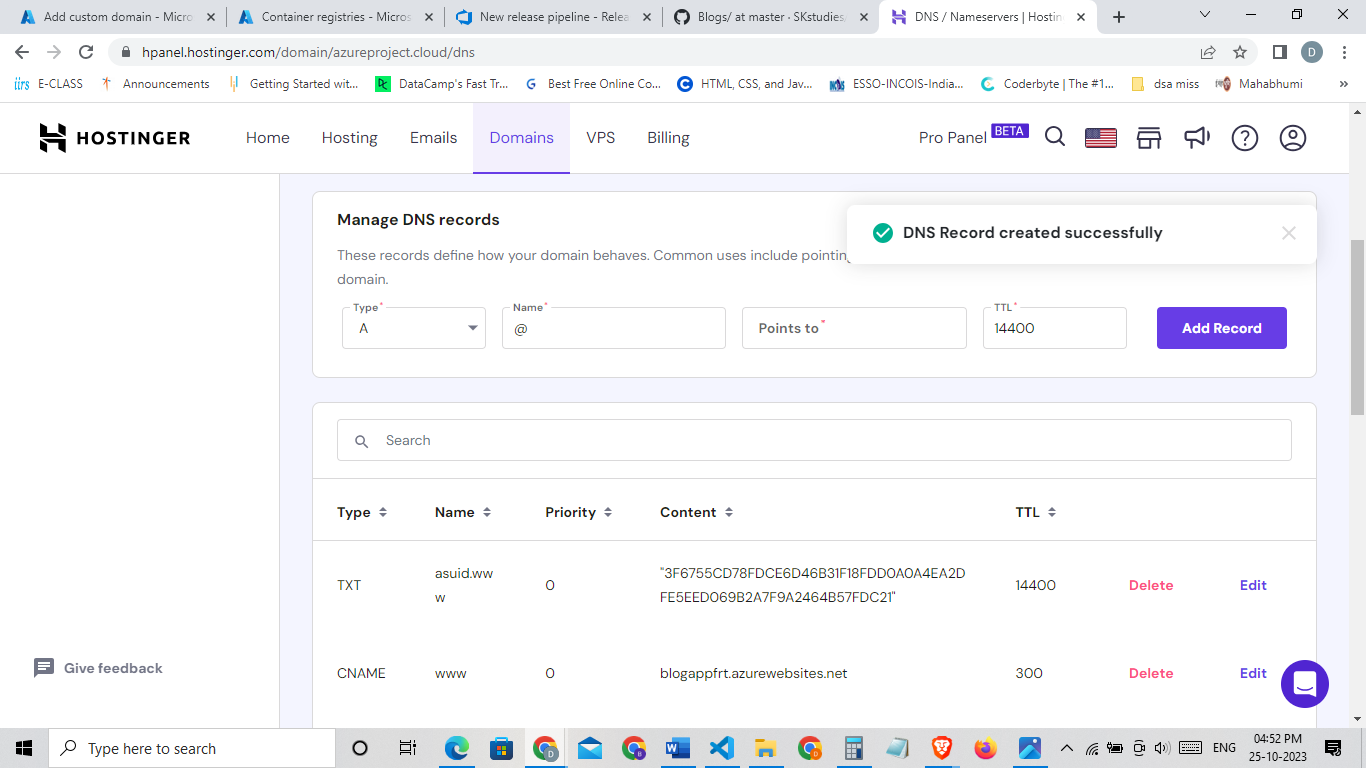 Add custom domain - Micro
Container registries - Micros
New release pipeline - Relea
Blogs/ at master · SKstudies/
DNS / Nameservers | Hostin
hpanel.hostinger.com/domain/azureproject.cloud/dns
D
iirs E-CLASS
Announcements
Getting Started wit...
DataCamp's Fast Tr...
Best Free Online Co...
HTML, CSS, and Jav...
ESSO-INCOIS-India...
Coderbyte | The #1...
dsa miss
Mahabhumi
»
HOSTINGER
Home
Hosting
Emails
Domains
VPS
Billing
Pro Panel BETA
Manage DNS records
DNS Record created successfully
These records define how your domain behaves. Common uses include pointing
domain.
Type*
Name*
TTL*
A
@
Points to*
14400
Add Record
Search
Type
Name
Priority
Content
TTL
TXT
asuid.ww
w
0
"3F6755CD78FDCE6D46B31F18FDD0A0A4EA2D
FE5EED069B2A7F9A2464B57FDC21"
14400
Delete
Edit
Give feedback
CNAME
www
0
blogappfrt.azurewebsites.net
300
Delete
Edit
Type here to search
ENG
04:52 PM
25-10-2023